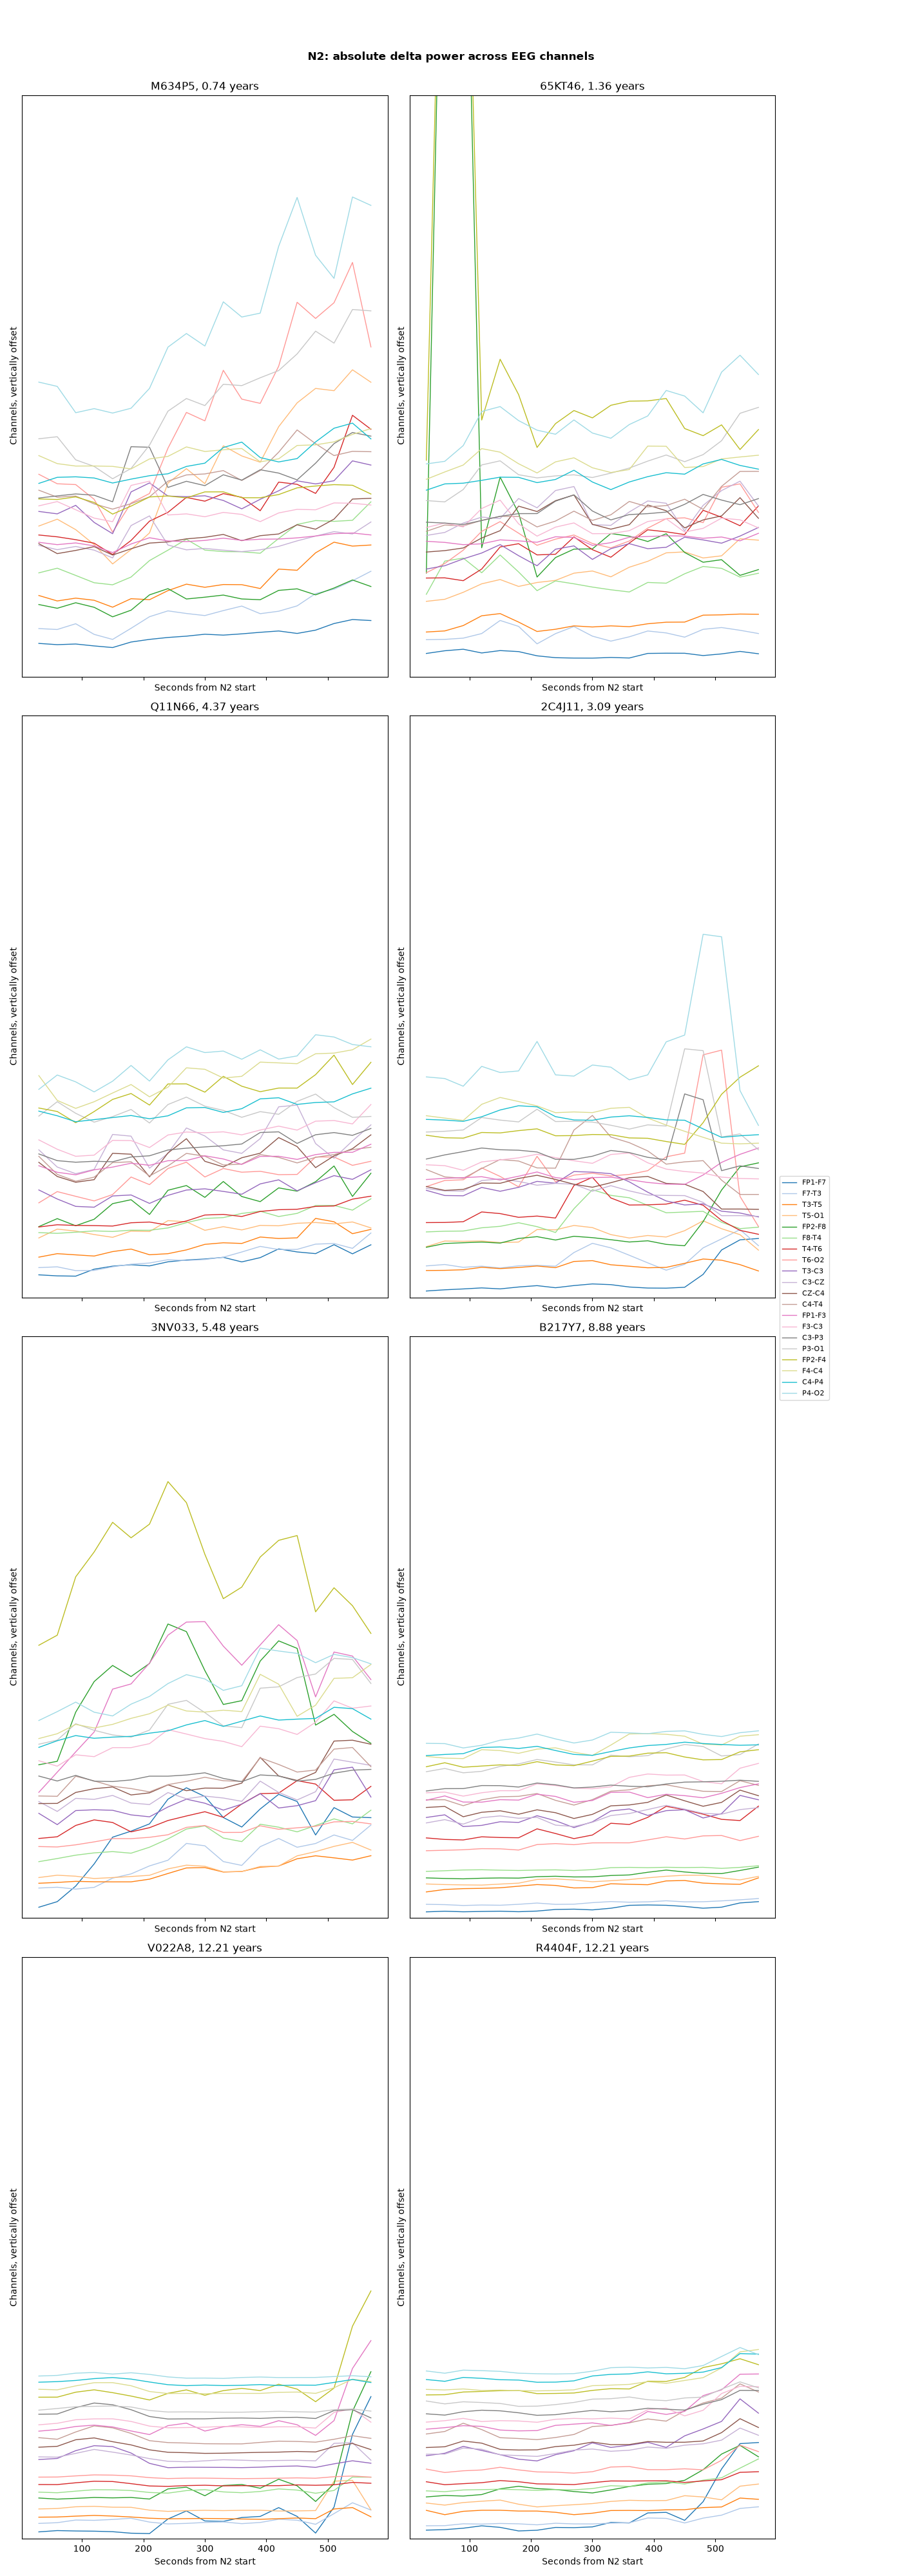 N2: absolute delta power across EEG channels
M634P5, 0.74 years
65KT46, 1.36 years
Channels, vertically offset
Channels, vertically offset
Seconds from N2 start
Seconds from N2 start
Q11N66, 4.37 years
2C4J11, 3.09 years
Channels, vertically offset
Channels, vertically offset
FP1-F7
F7-T3
T3-T5
T5-O1
FP2-F8
F8-T4
T4-T6
T6-O2
T3-C3
C3-CZ
CZ-C4
C4-T4
FP1-F3
F3-C3
C3-P3
P3-O1
FP2-F4
F4-C4
C4-P4
P4-O2
Seconds from N2 start
Seconds from N2 start
3NV033, 5.48 years
B217Y7, 8.88 years
Channels, vertically offset
Channels, vertically offset
Seconds from N2 start
Seconds from N2 start
V022A8, 12.21 years
R4404F, 12.21 years
Channels, vertically offset
Channels, vertically offset
100 200 300 400 500
100 200 300 400 500
Seconds from N2 start
Seconds from N2 start